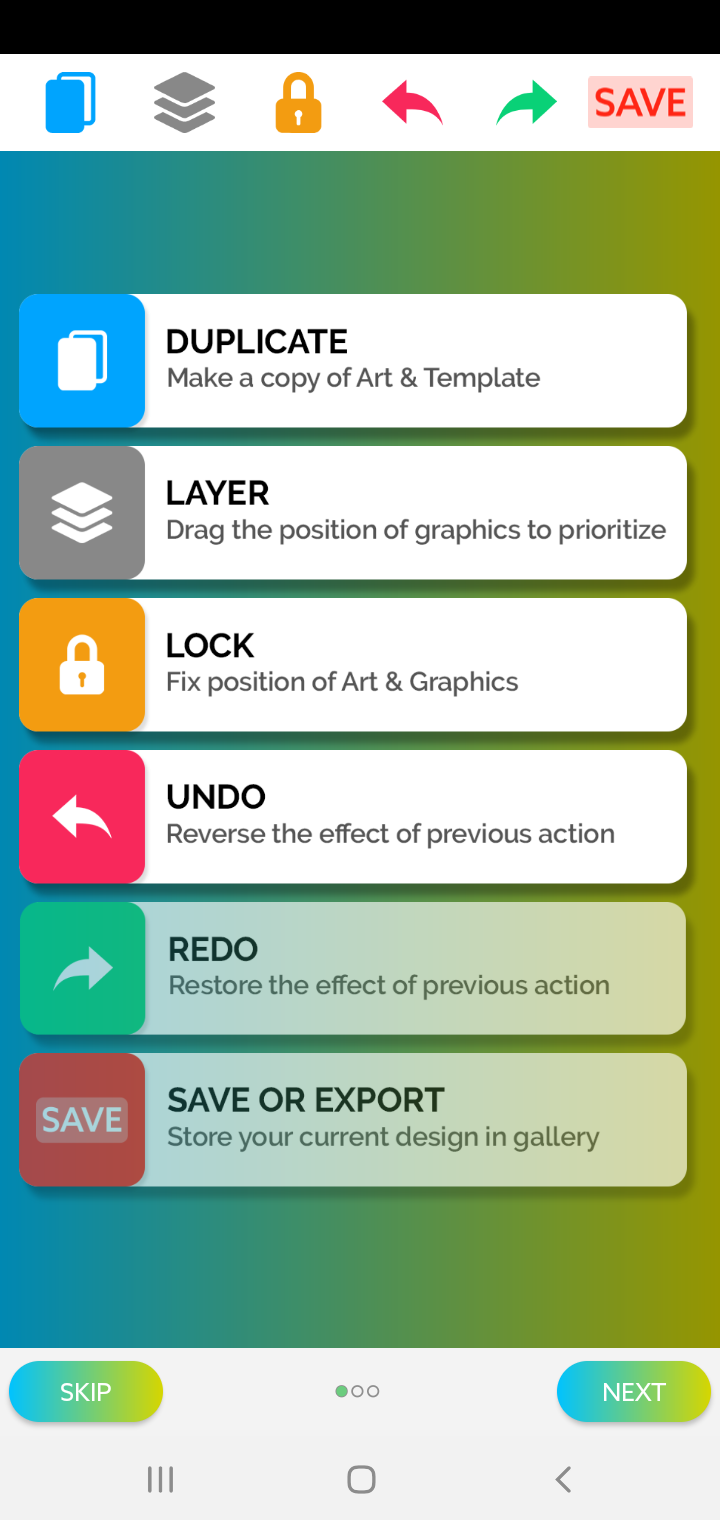 SAVE
DUPLICATE
Make a copy of Art & Template
LAYER
Drag the position of graphics to prioritize
LOCK
Fix position of Art & Graphics
UNDO
Reverse the effect of previous action
REDO
Restore the effect of previous action
SAVE
SAVE OR EXPORT
Store your current design in gallery
SKIP
NEXT